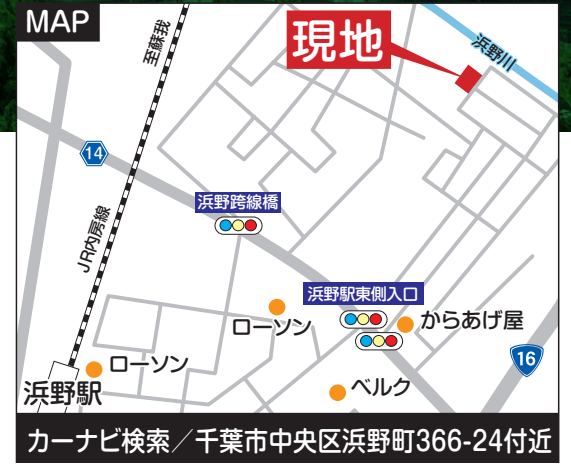 MAP
至蘇我
現地
浜野川
14
浜野跨線橋
JR内房線
浜野駅東側入口
ローソン
からあげ屋
16
ローソン
ベルク
浜野駅
カーナビ検索／千葉市中央区浜野町366-24付近